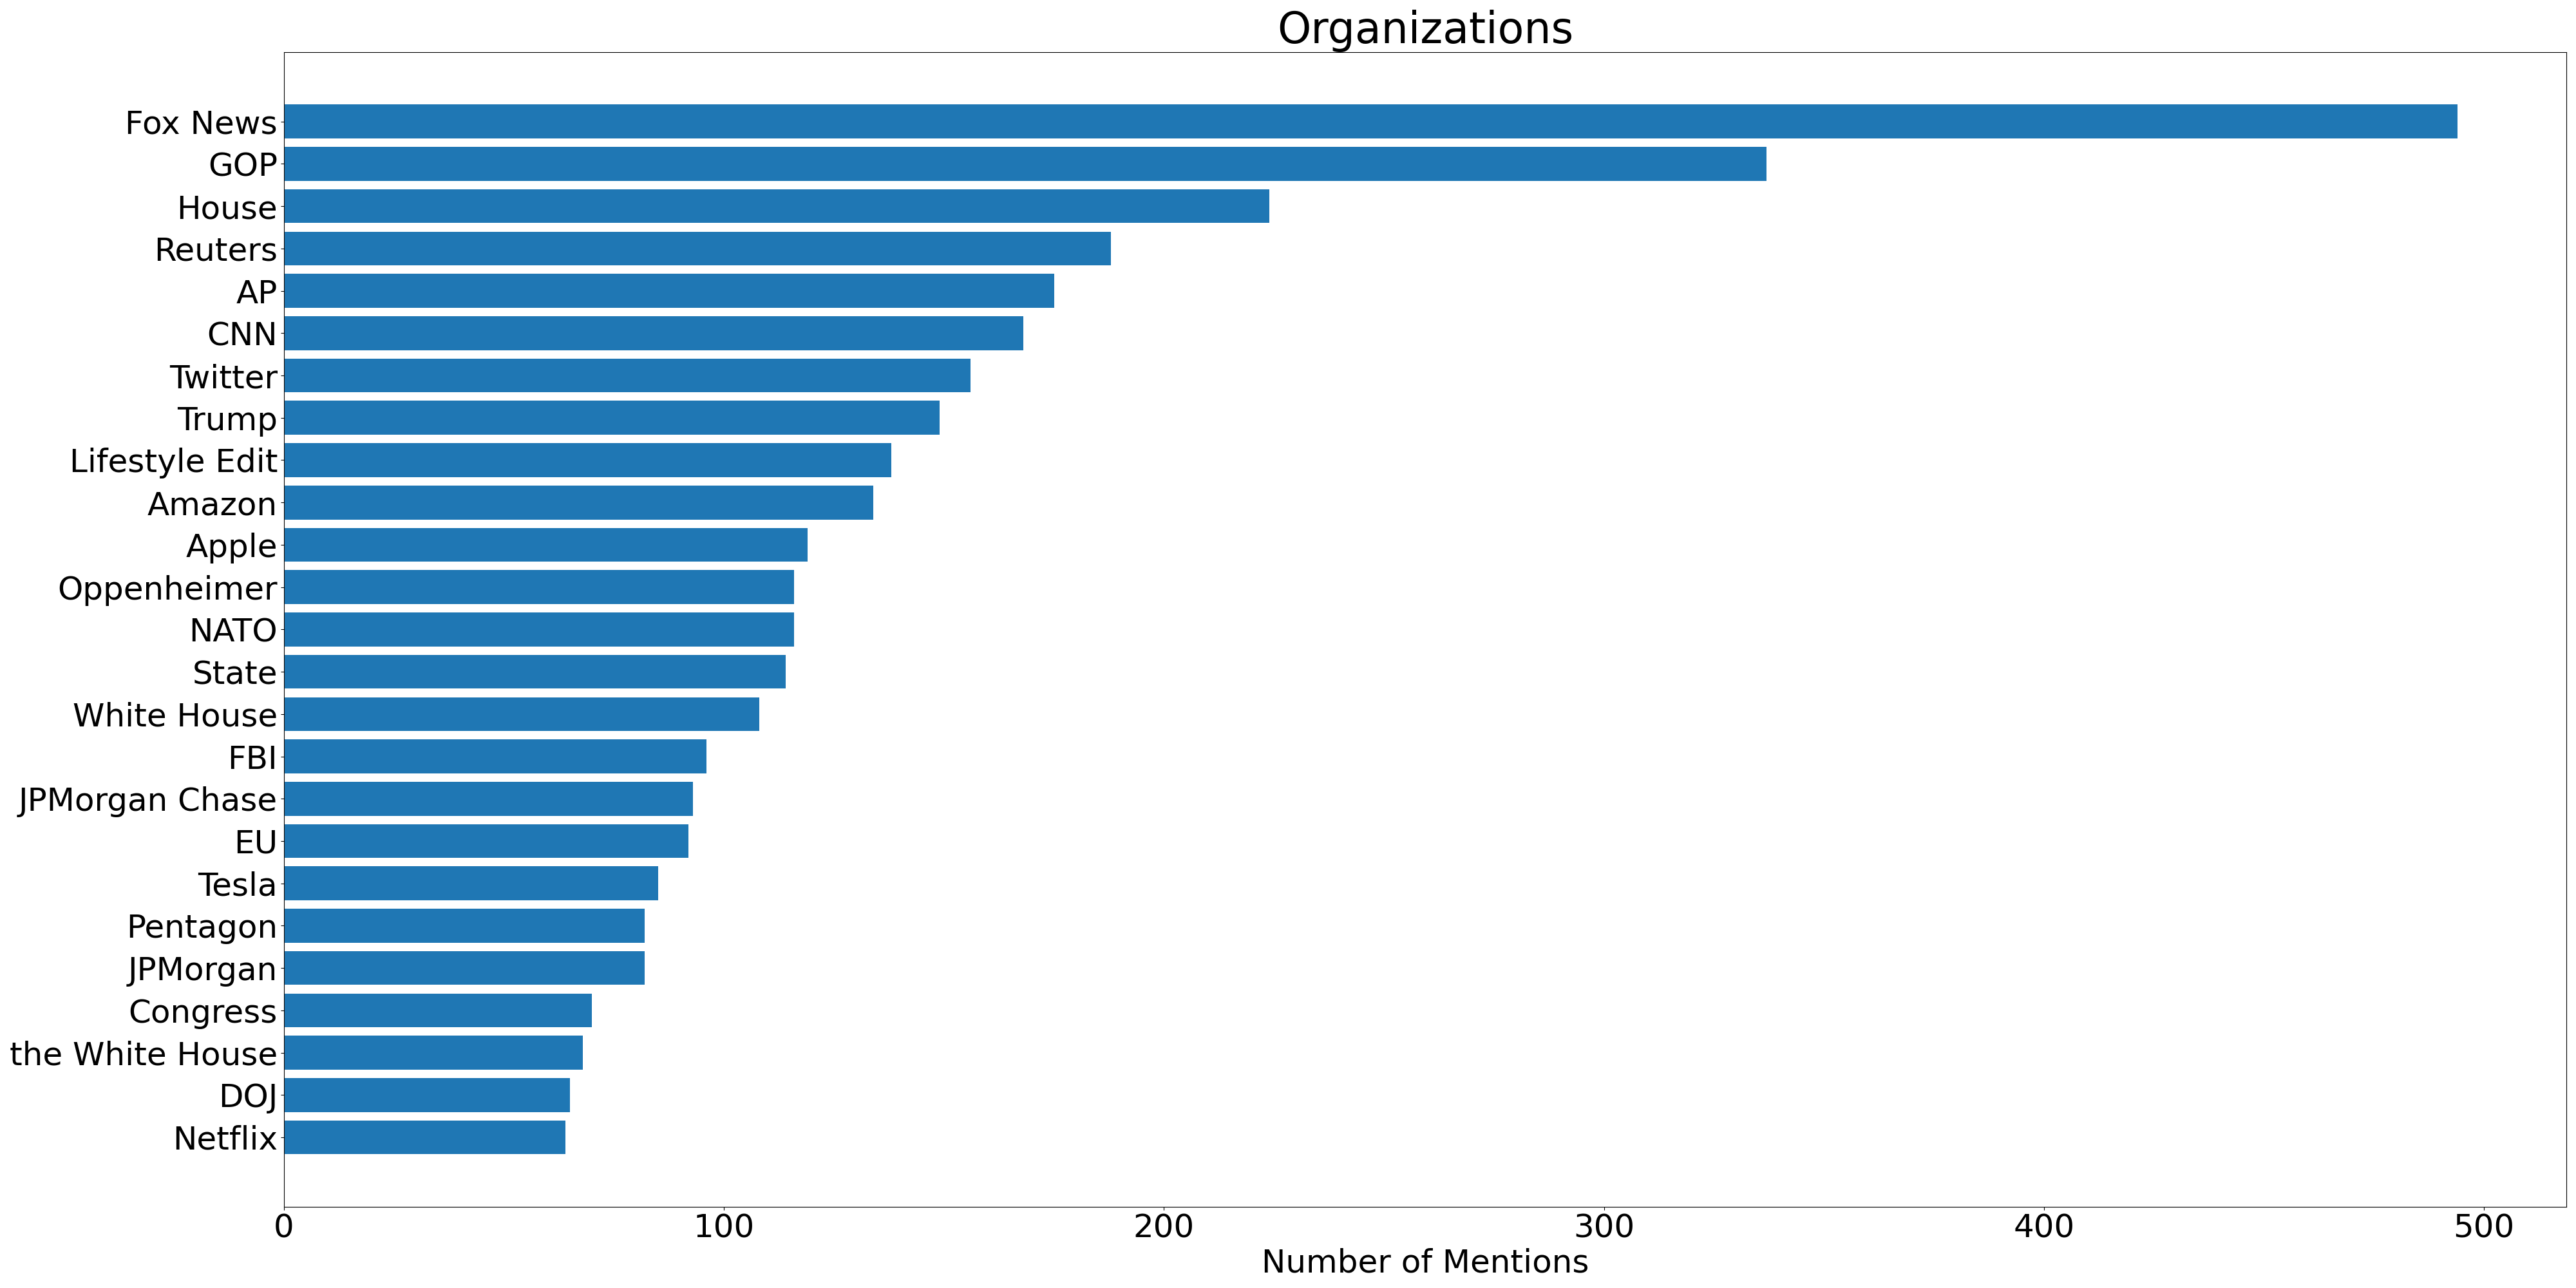 Organizations
Fox News
GOP
House
Reuters
AP
CNN
Twitter
Trump
Lifestyle Edit
Amazon
Apple
Oppenheimer
NATO
State
White House
FBI
JPMorgan Chase
EU
Tesla
Pentagon
JPMorgan
Congress
the White House
DOJ
Netflix
0 100 200 300 400 500
Number of Mentions